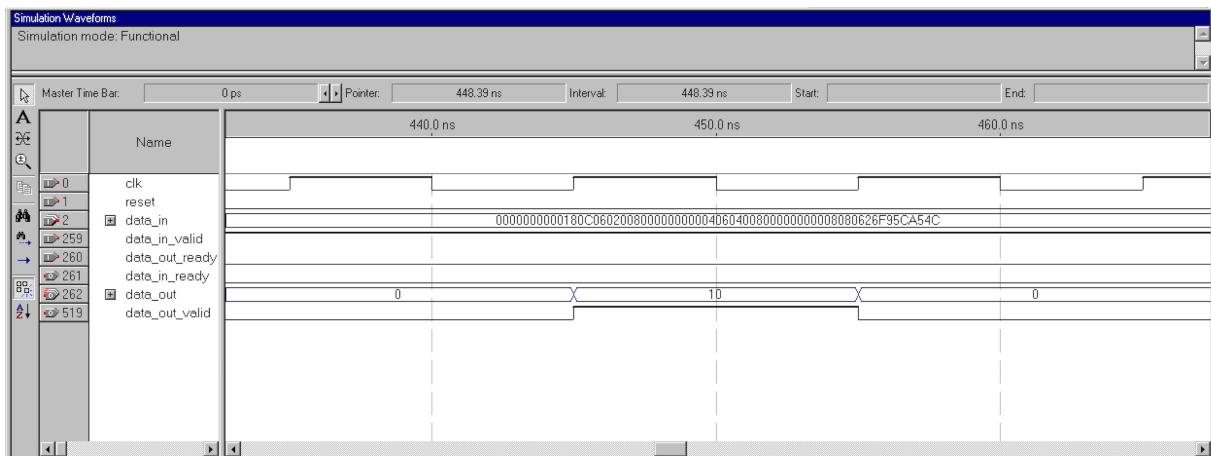 Simulation Waveforms
Simulation mode: Functional
Master Time Bar: 0 ps Pointer: 448.39 ns Interval: 448.39 ns Start: End:
A
Name 440.0 ns 450.0 ns 460.0 ns
0 clk
1 reset
2 data_in 0000000000180C0602008000000000040604008000000000008080626F95CA54C
259 data_in_valid
260 data_out_ready
261 data_in_ready
262 data_out 0 10 0
519 data_out_valid